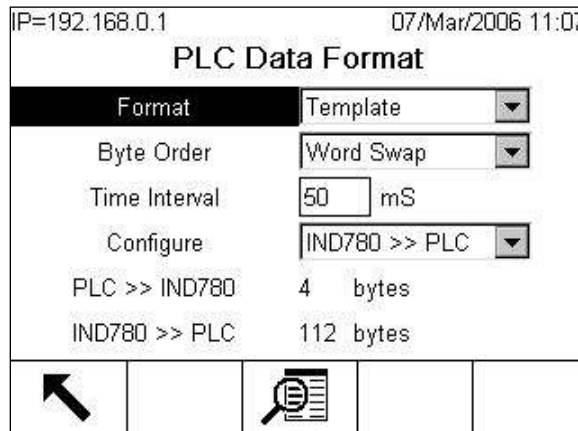 IP=192.168.0.1 07/Mar/2006 11:07
PLC Data Format
Format Template
Byte Order Word Swap
Time Interval 50 mS
Configure IND780 >> PLC
PLC >> IND780 4 bytes
IND780 >> PLC 112 bytes